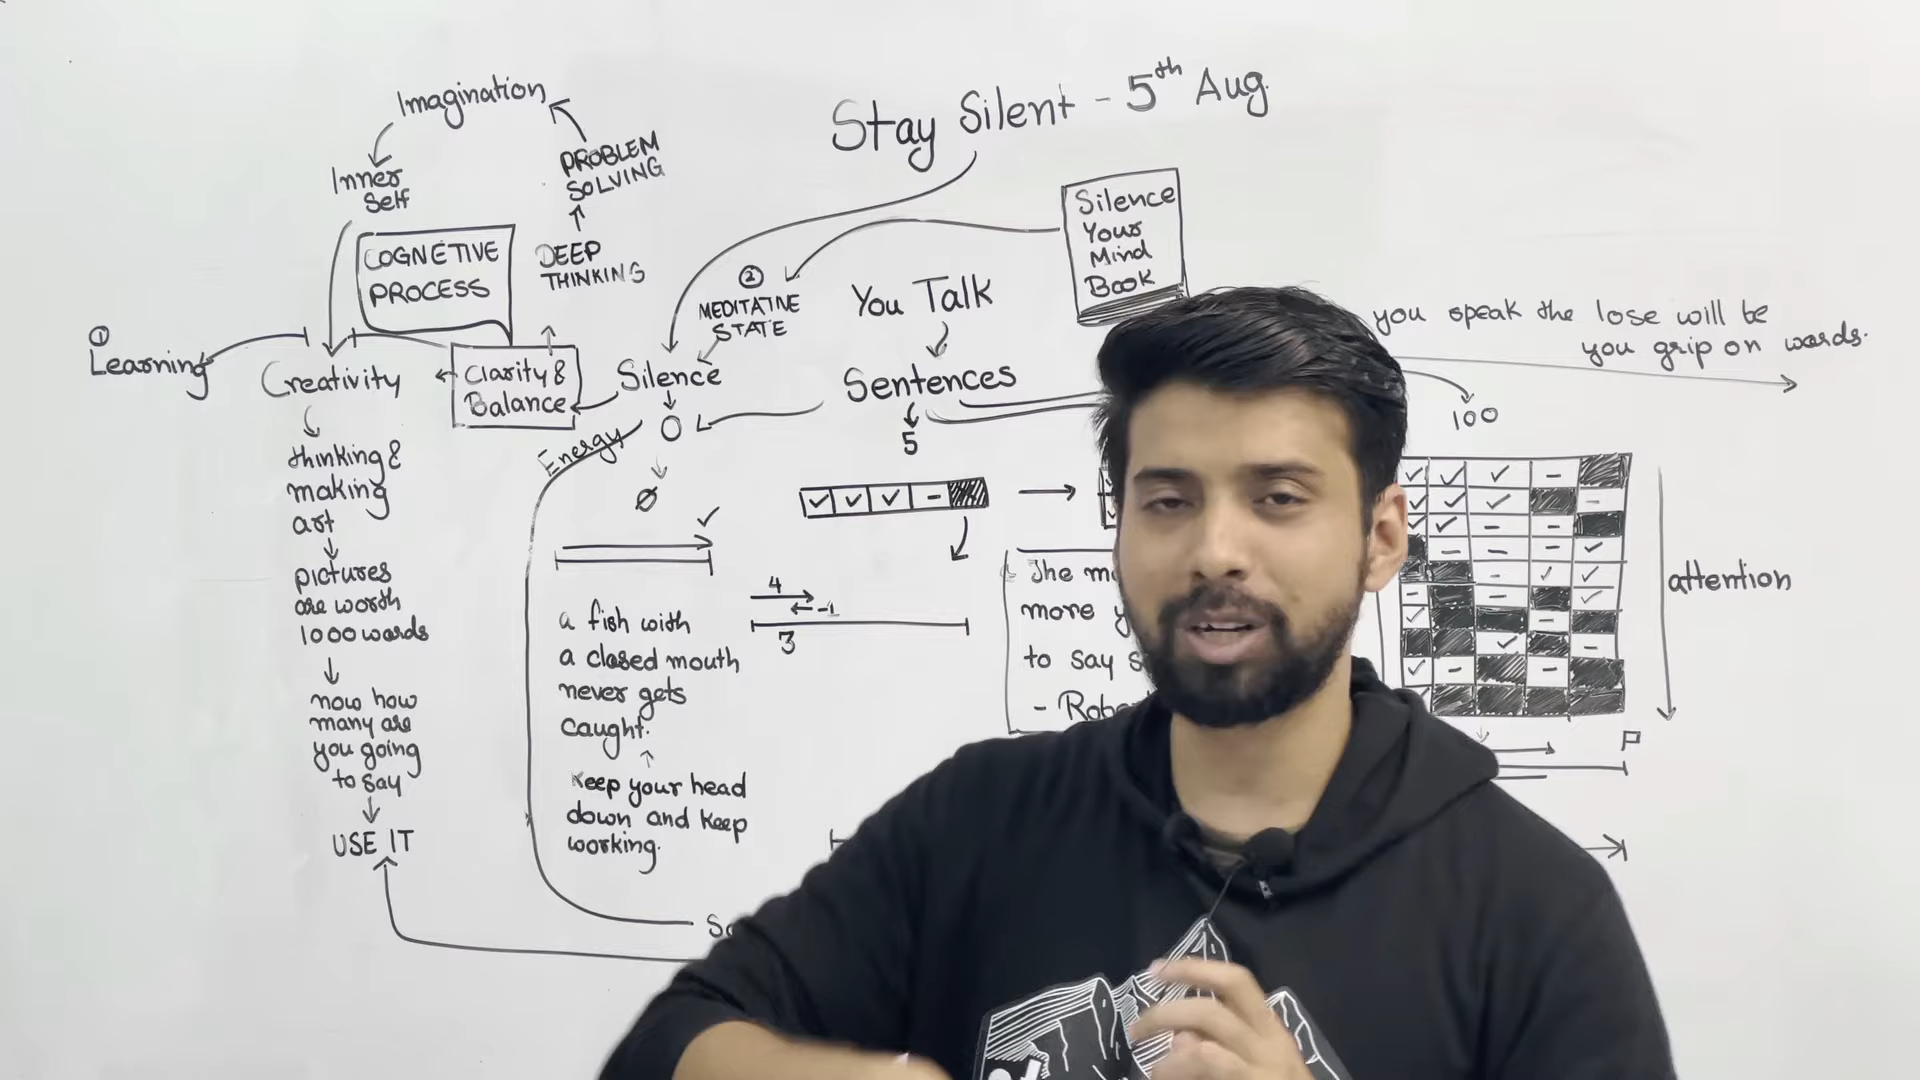 Stay Silent - 5th Aug.
Imagination
Inner
Self
PROBLEM
SOLVING
COGNETIVE
PROCESS
DEEP
THINKING
①
Learning
Creativity
Clarity &
Balance
②
MEDITATIVE
STATE
Silence
0
Energy
Ø
You Talk
Sentences
5
Silence
Your
Mind
Book
you speak the lose will be
you grip on words.
100
thinking &
making
art
pictures
are worth
1000 words
now how
many are
you going
to say
USE IT
a fish with
a closed mouth
never gets
caught.
Keep your head
down and keep
working.
4
-1
3
The
more
to say
-
attention
P